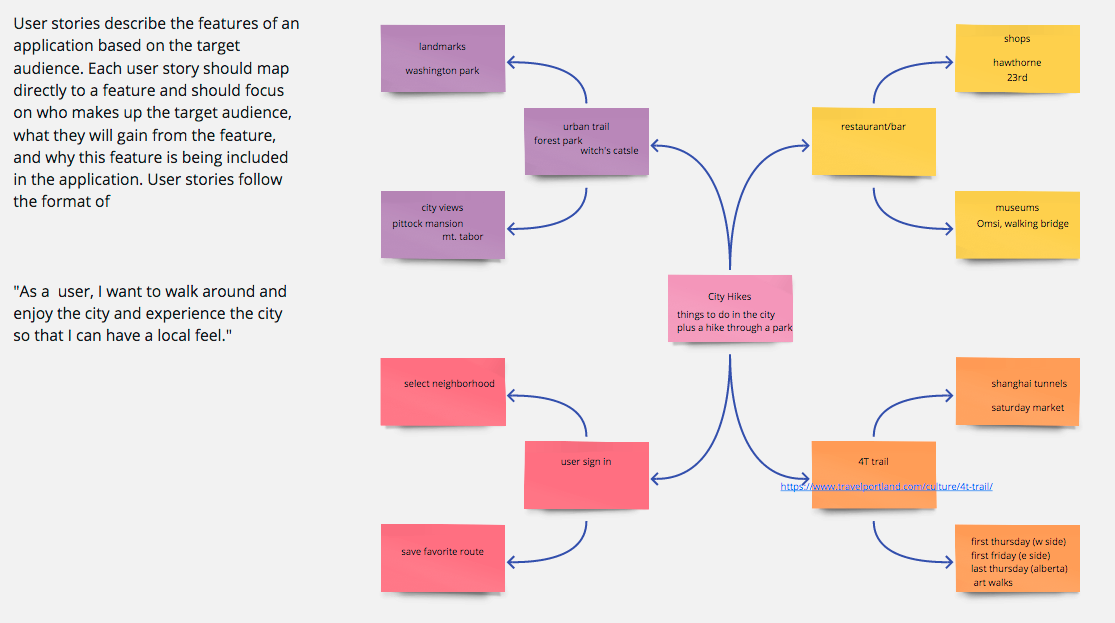 User stories describe the features of an
application based on the target
audience. Each user story should map
directly to a feature and should focus
on who makes up the target audience,
what they will gain from the feature,
and why this feature is being included
in the application. User stories follow
the format of
"As a  user, I want to walk around and
enjoy the city and experience the city
so that I can have a local feel."
landmarks
washington park
urban trail
forest park
witch's catsle
city views
pittock mansion
mt. tabor
shops
hawthorne
23rd
restaurant/bar
museums
Omsi, walking bridge
City Hikes
things to do in the city
plus a hike through a park
select neighborhood
user sign in
save favorite route
shanghai tunnels
saturday market
4T trail
https://www.travelportland.com/culture/4t-trail/
first thursday (w side)
first friday (e side)
last thursday (alberta)
art walks